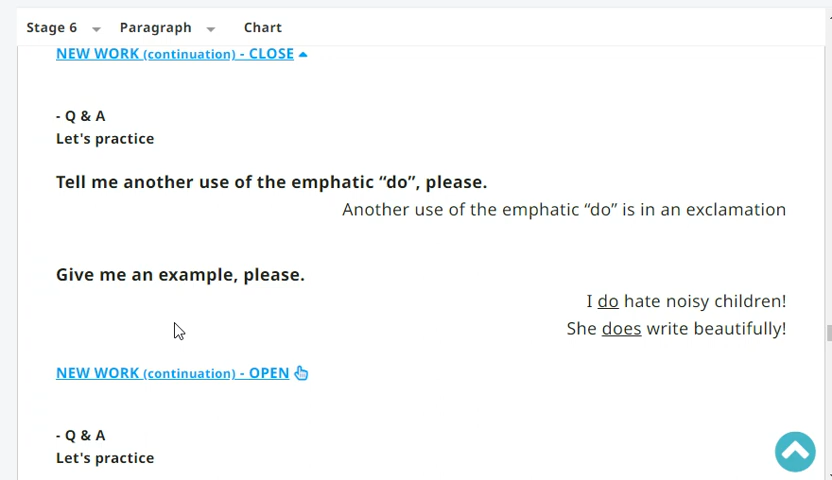 Stage 6 Paragraph Chart
NEW WORK (continuation) - CLOSE
- Q & A
Let's practice
Tell me another use of the emphatic “do”, please.
Another use of the emphatic “do” is in an exclamation
Give me an example, please.
I do hate noisy children!
She does write beautifully!
NEW WORK (continuation) - OPEN
- Q & A
Let's practice